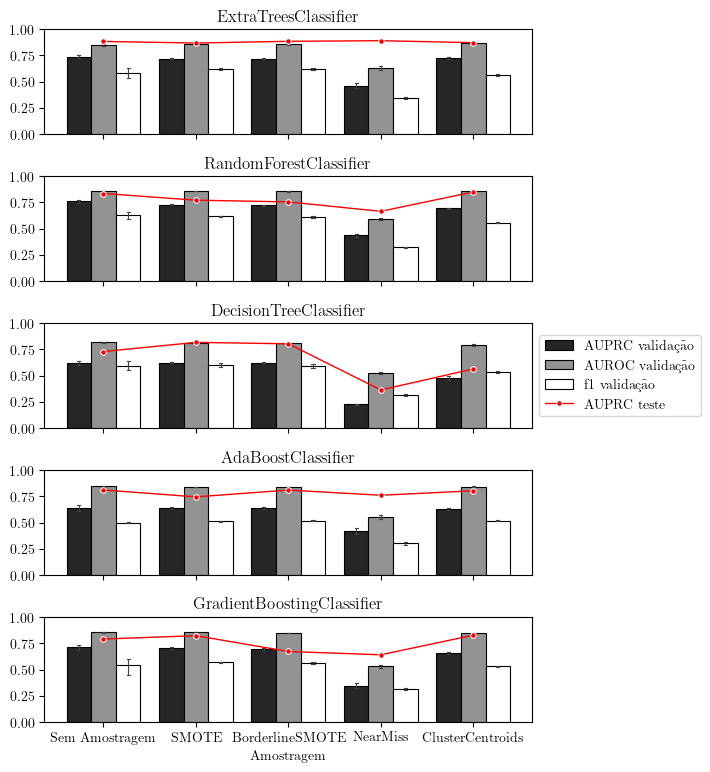 ExtraTreesClassifier
1.00
0.75
0.50
0.25
0.00
RandomForestClassifier
1.00
0.75
0.50
0.25
0.00
DecisionTreeClassifier
1.00
0.75
0.50
0.25
0.00
AUPRC validação
AUROC validação
f1 validação
AUPRC teste
AdaBoostClassifier
1.00
0.75
0.50
0.25
0.00
GradientBoostingClassifier
1.00
0.75
0.50
0.25
0.00
Sem Amostragem SMOTE BorderlineSMOTE NearMiss ClusterCentroids
Amostragem